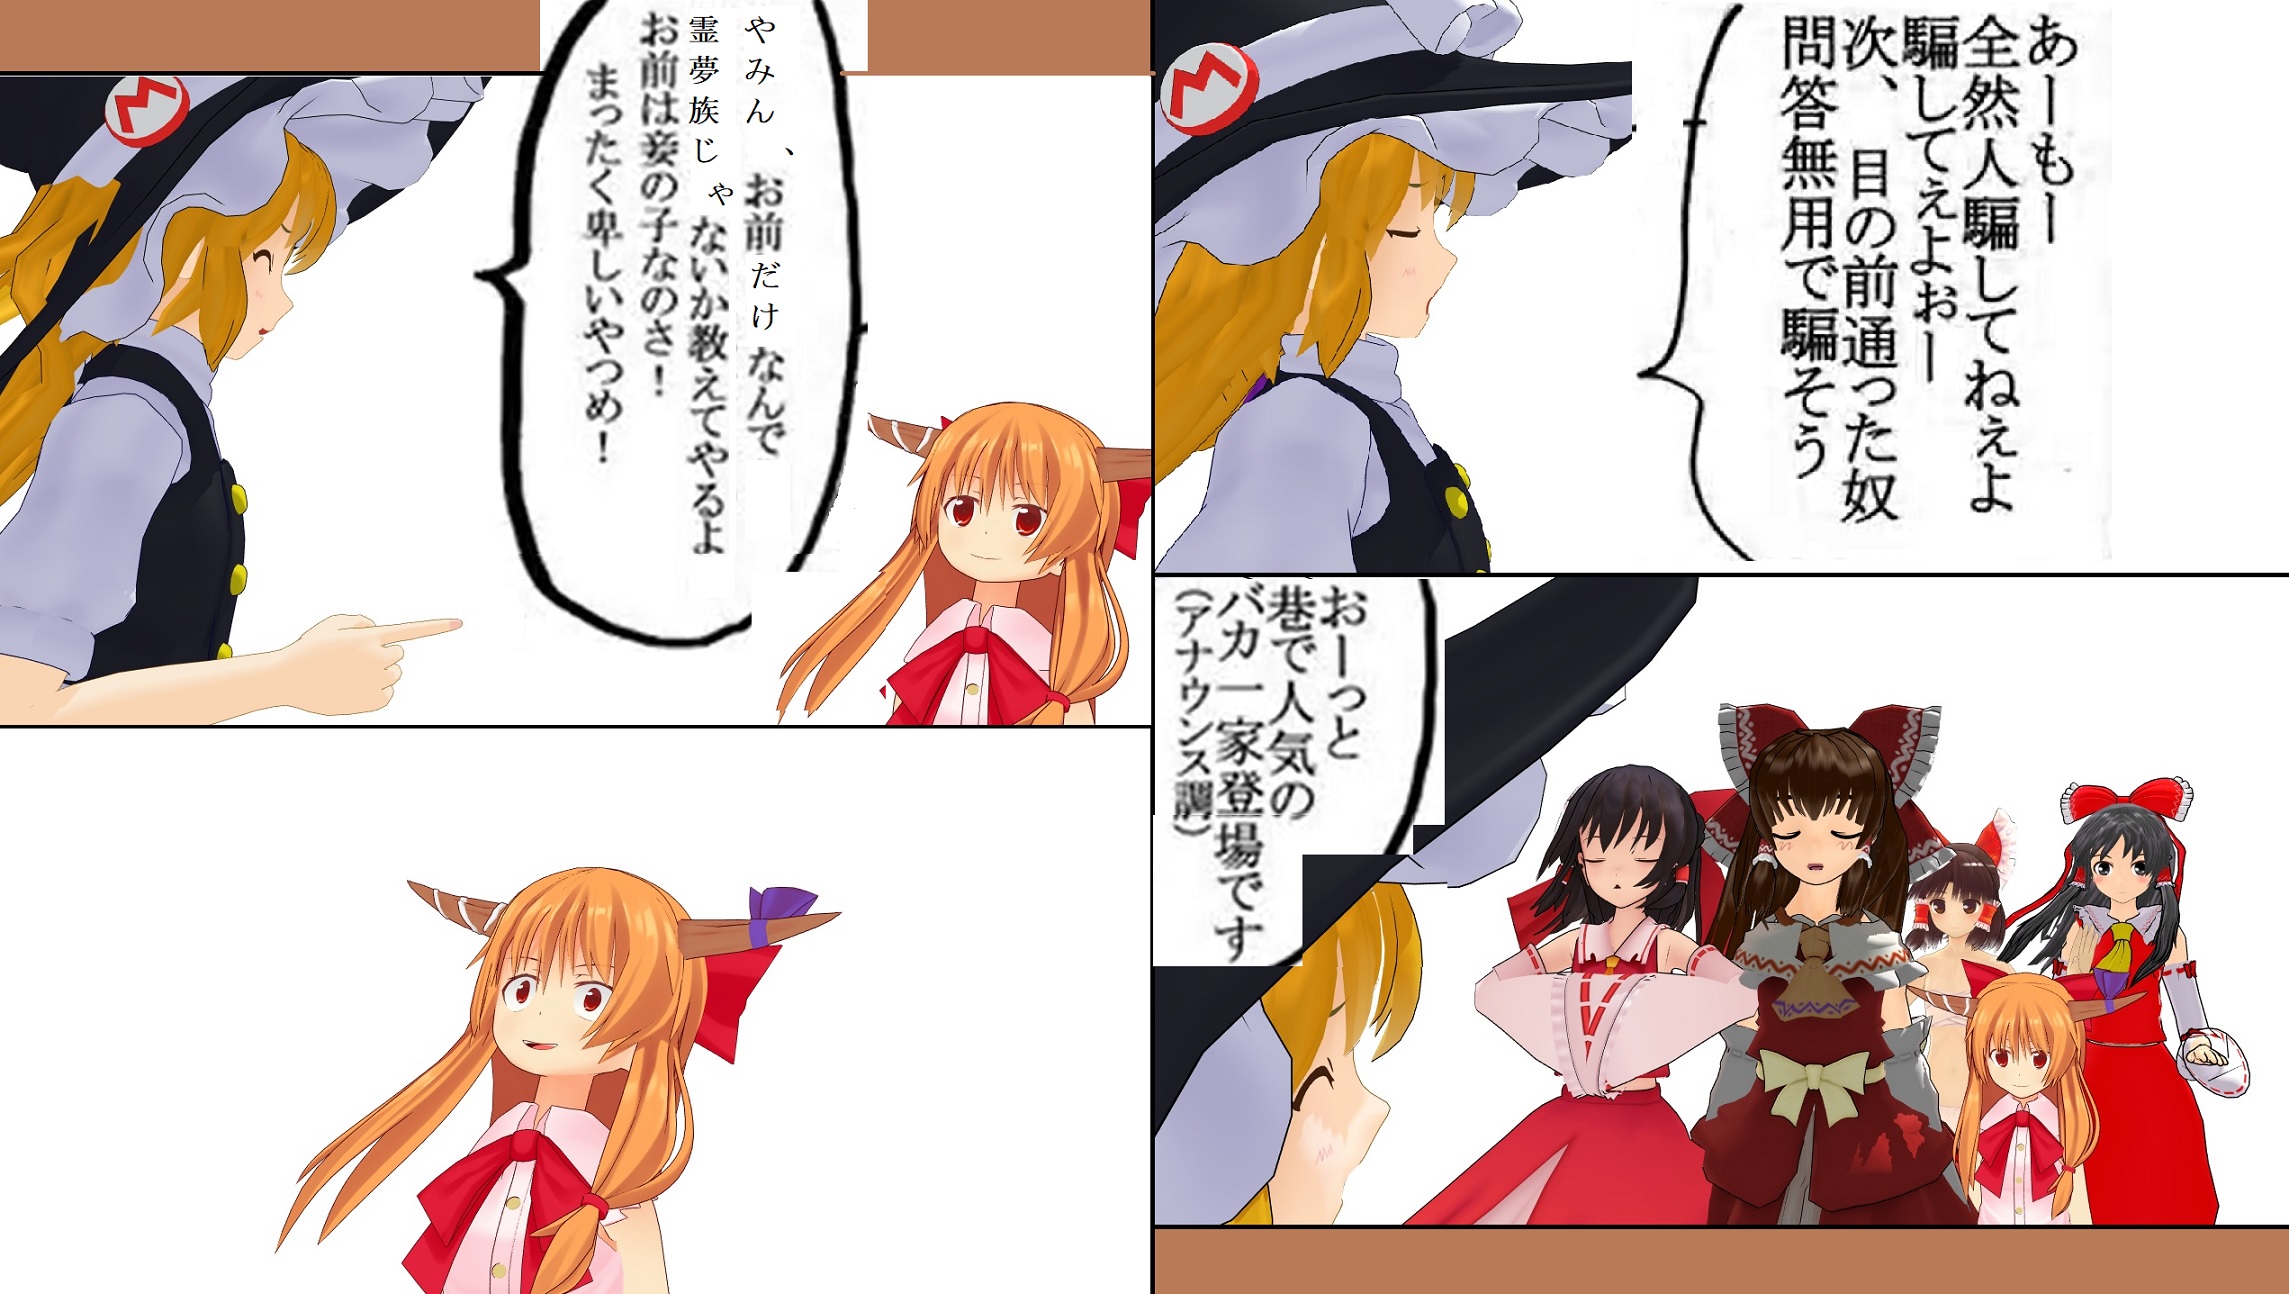 あーもー
全然人騙してねぇよ
騙してぇよぉー
次、目の前通った奴
問答無用で騙そう
おーっと
巷で人気の
バカ一家登場です
（アナウンス調）
やみん、お前だけなんで
霊夢族じゃないか教えてやるよ
お前は妾の子なのさ！
まったく卑しいやつめ！
M
M